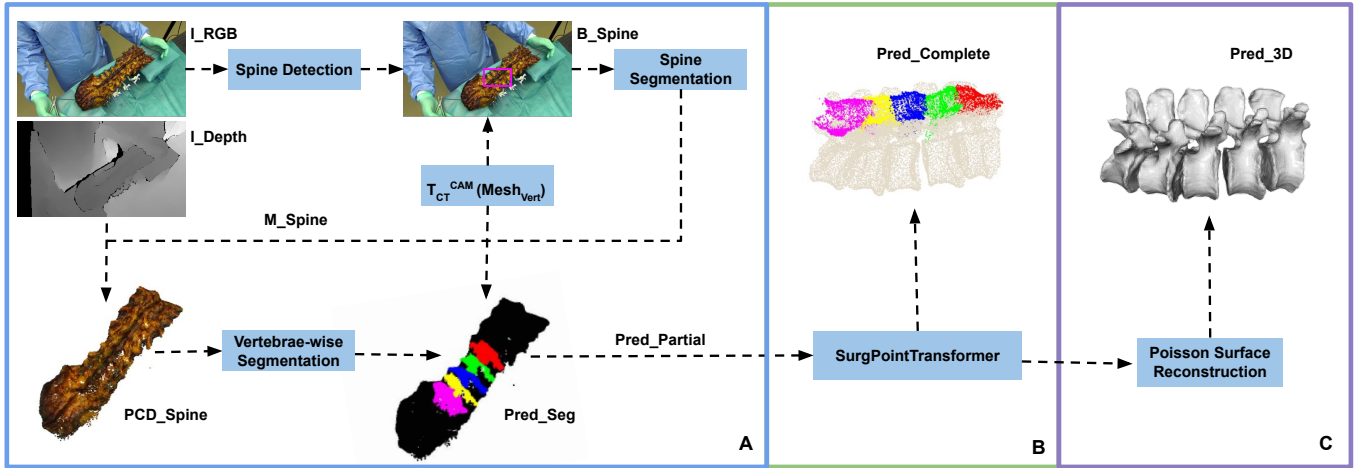 I_RGB
Spine Detection
B_Spine
Spine
Segmentation
I_Depth
T_CT^CAM (Mesh_Vert)
M_Spine
PCD_Spine
Vertebrae-wise
Segmentation
Pred_Seg
Pred_Partial
A
Pred_Complete
SurgPointTransformer
B
Pred_3D
Poisson Surface
Reconstruction
C